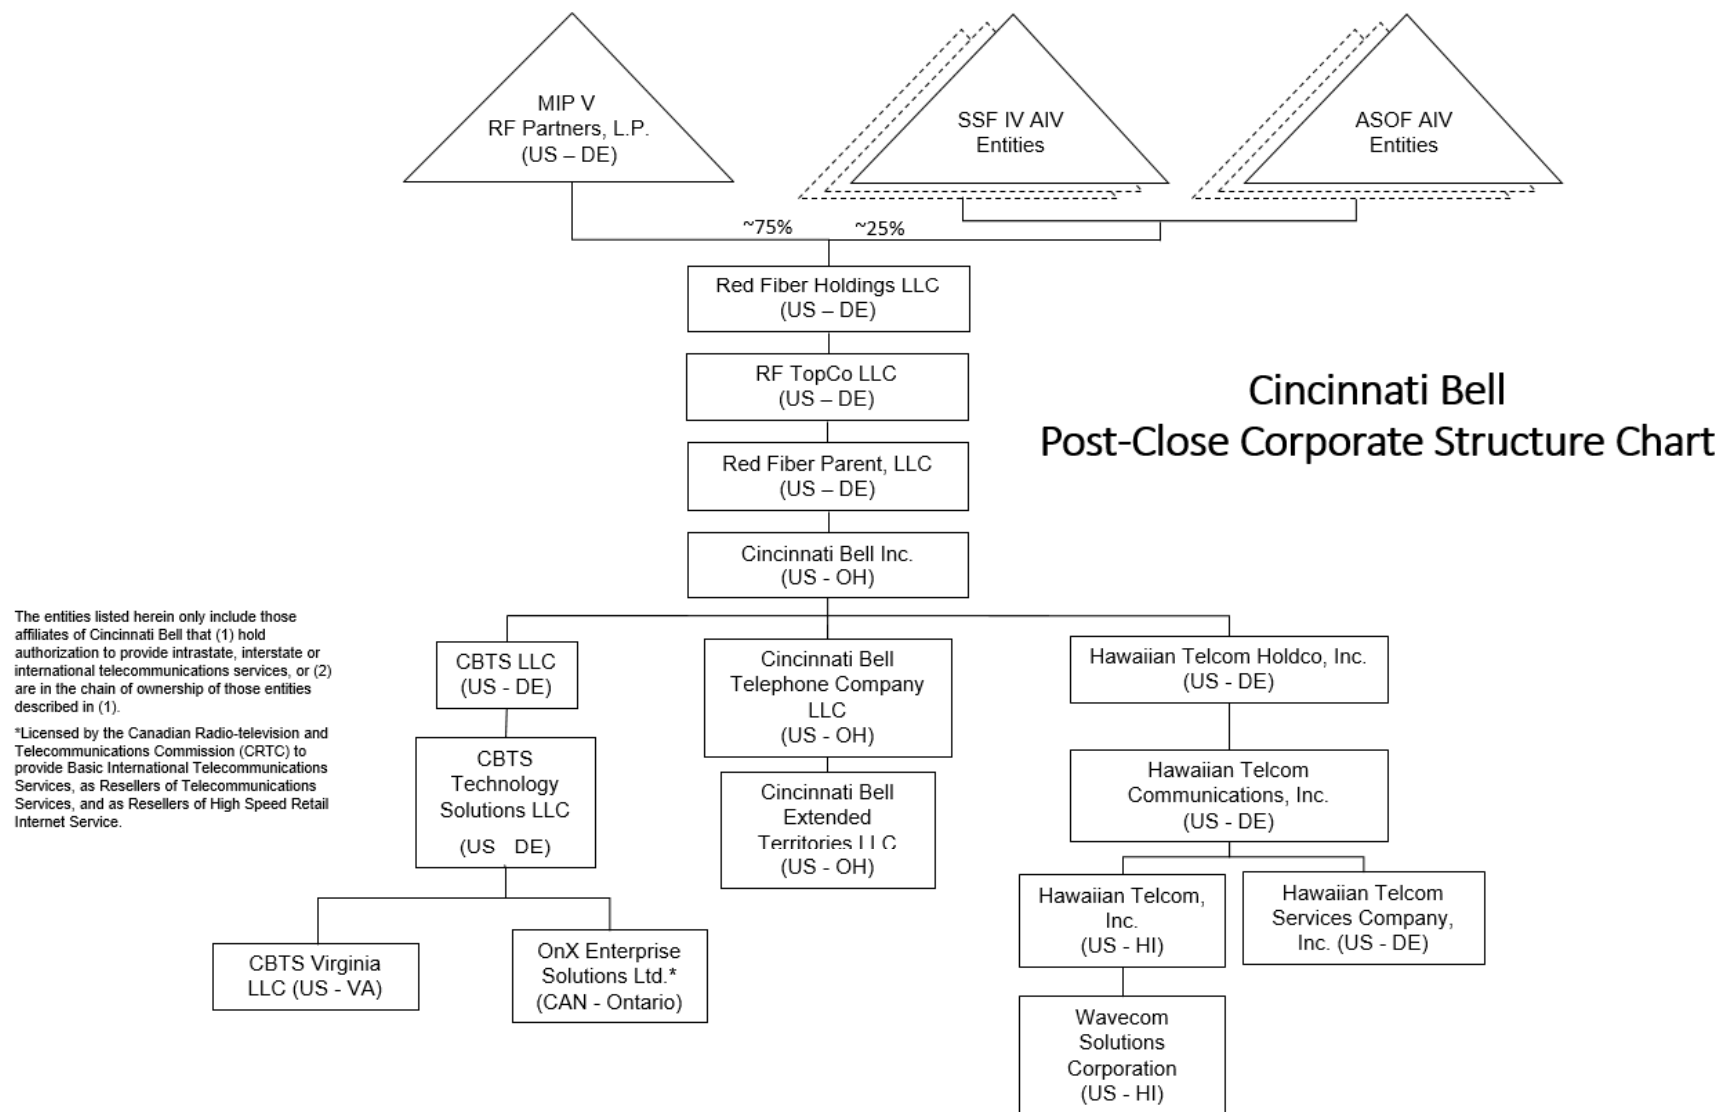 MIP V
RF Partners, L.P.
(US – DE)
SSF IV AIV
Entities
ASOF AIV
Entities
~75%
~25%
Red Fiber Holdings LLC
(US – DE)
RF TopCo LLC
(US – DE)
Cincinnati Bell
Post-Close Corporate Structure Chart
Red Fiber Parent, LLC
(US – DE)
Cincinnati Bell Inc.
(US - OH)
The entities listed herein only include those
affiliates of Cincinnati Bell that (1) hold
authorization to provide intrastate, interstate or
international telecommunications services, or (2)
are in the chain of ownership of those entities
described in (1).
*Licensed by the Canadian Radio-television and
Telecommunications Commission (CRTC) to
provide Basic International Telecommunications
Services, as Resellers of Telecommunications
Services, and as Resellers of High Speed Retail
Internet Service.
CBTS LLC
(US - DE)
Cincinnati Bell
Telephone Company
LLC
(US - OH)
Hawaiian Telcom Holdco, Inc.
(US - DE)
CBTS
Technology
Solutions LLC
(US DE)
Cincinnati Bell
Extended
Territories LLC
(US - OH)
Hawaiian Telcom
Communications, Inc.
(US - DE)
Hawaiian Telcom,
Inc.
(US - HI)
Hawaiian Telcom
Services Company,
Inc. (US - DE)
CBTS Virginia
LLC (US - VA)
OnX Enterprise
Solutions Ltd.*
(CAN - Ontario)
Wavecom
Solutions
Corporation
(US - HI)